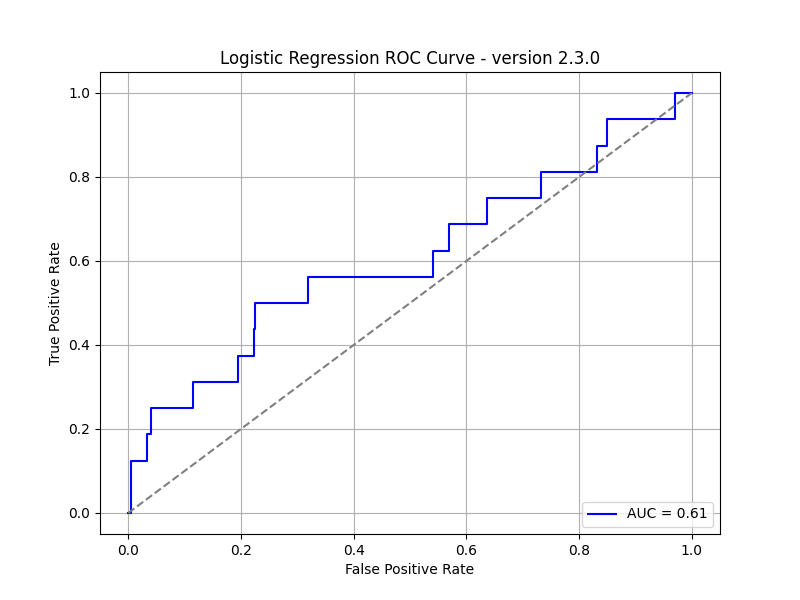 Logistic Regression ROC Curve - version 2.3.0
True Positive Rate
1.0
0.8
0.6
0.4
0.2
0.0
AUC = 0.61
0.0 0.2 0.4 0.6 0.8 1.0
False Positive Rate